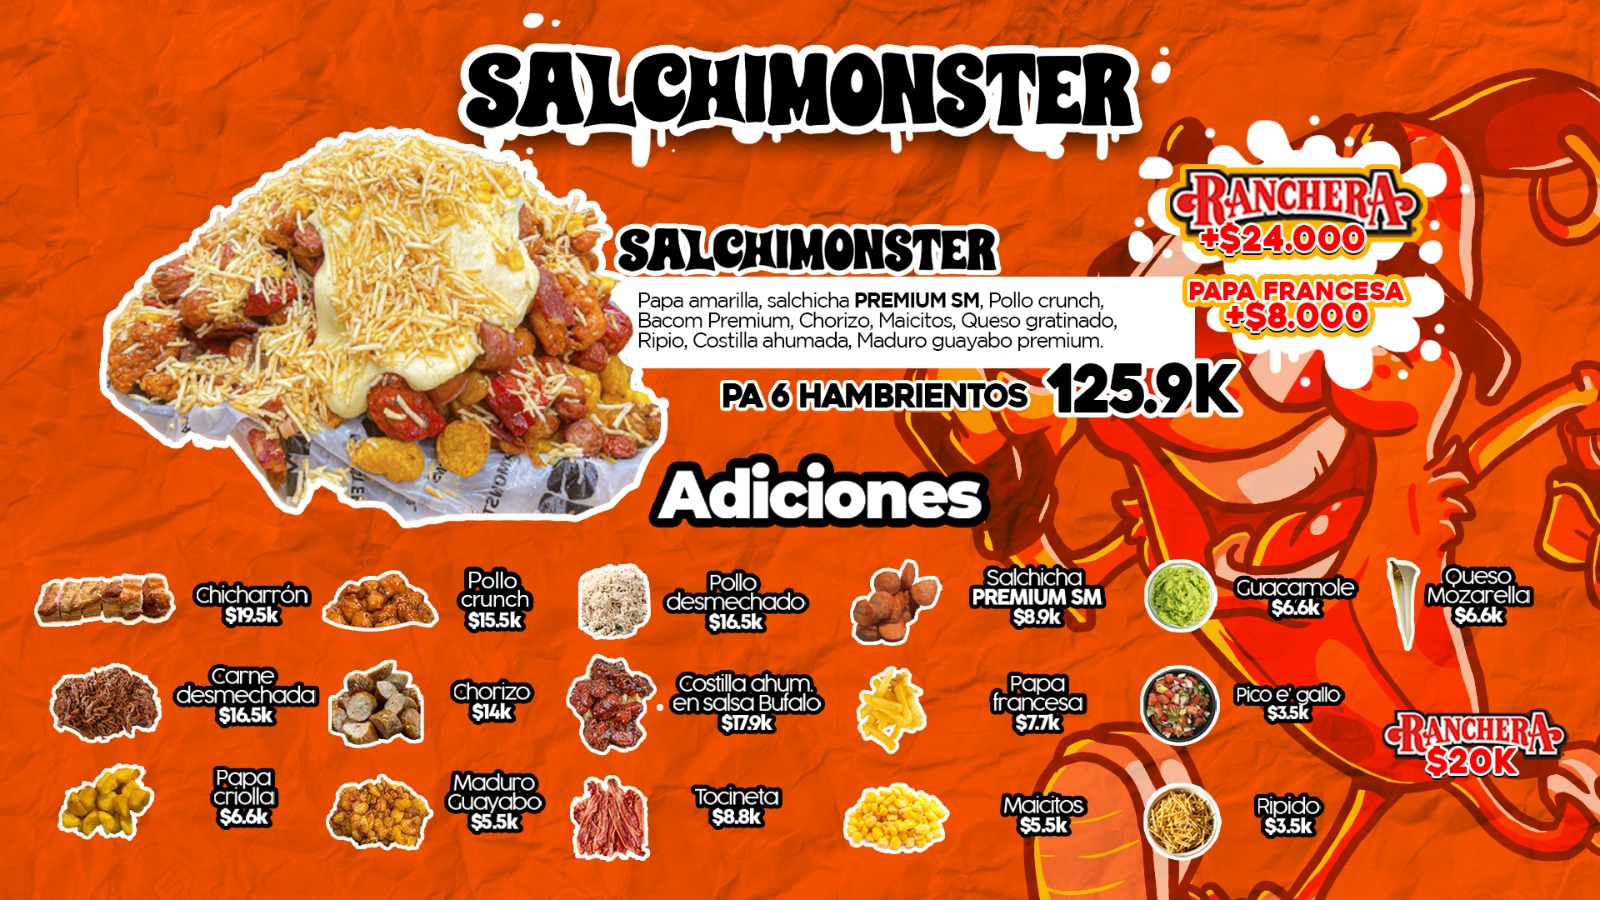 SALCHIMONSTER
RANCHERA
+$24.000
PAPA FRANCESA
+$8.000
SALCHIMONSTER
Papa amarilla, salchicha PREMIUM SM, Pollo crunch,
Bacom Premium, Chorizo, Maicitos, Queso gratinado,
Ripio, Costilla ahumada, Maduro guayabo premium.
PA 6 HAMBRIENTOS 125.9K
Adiciones
Chicharrón
$19.5k
Pollo
crunch
$15.5k
Pollo
desmechado
$16.5k
Salchicha
PREMIUM SM
$8.9k
Guacamole
$6.6k
Queso
Mozarella
$6.6k
Carne
desmechada
$16.5k
Chorizo
$14k
Costilla ahum.
en salsa Bufalo
$17.9k
Papa
francesa
$7.7k
Pico e' gallo
$3.5k
RANCHERA
$20K
Papa
criolla
$6.6k
Maduro
Guayabo
$5.5k
Tocineta
$8.8k
Maicitos
$5.5k
Ripido
$3.5k